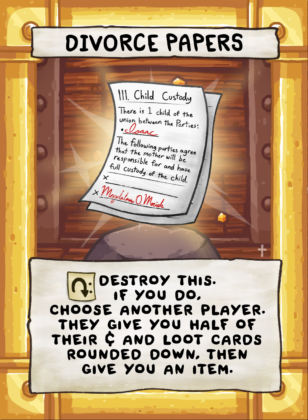 DIVORCE PAPERS
III. Child Custody
There is 1 child of the
union between the Parties:
• Isaac
The following parties agree
that the mother will be
responsible for and have
full custody of the child.
X
X Magdalene O Moriah
DESTROY THIS.
IF YOU DO,
CHOOSE ANOTHER PLAYER.
THEY GIVE YOU HALF OF
THEIR ¢ AND LOOT CARDS
ROUNDED DOWN, THEN
GIVE YOU AN ITEM.